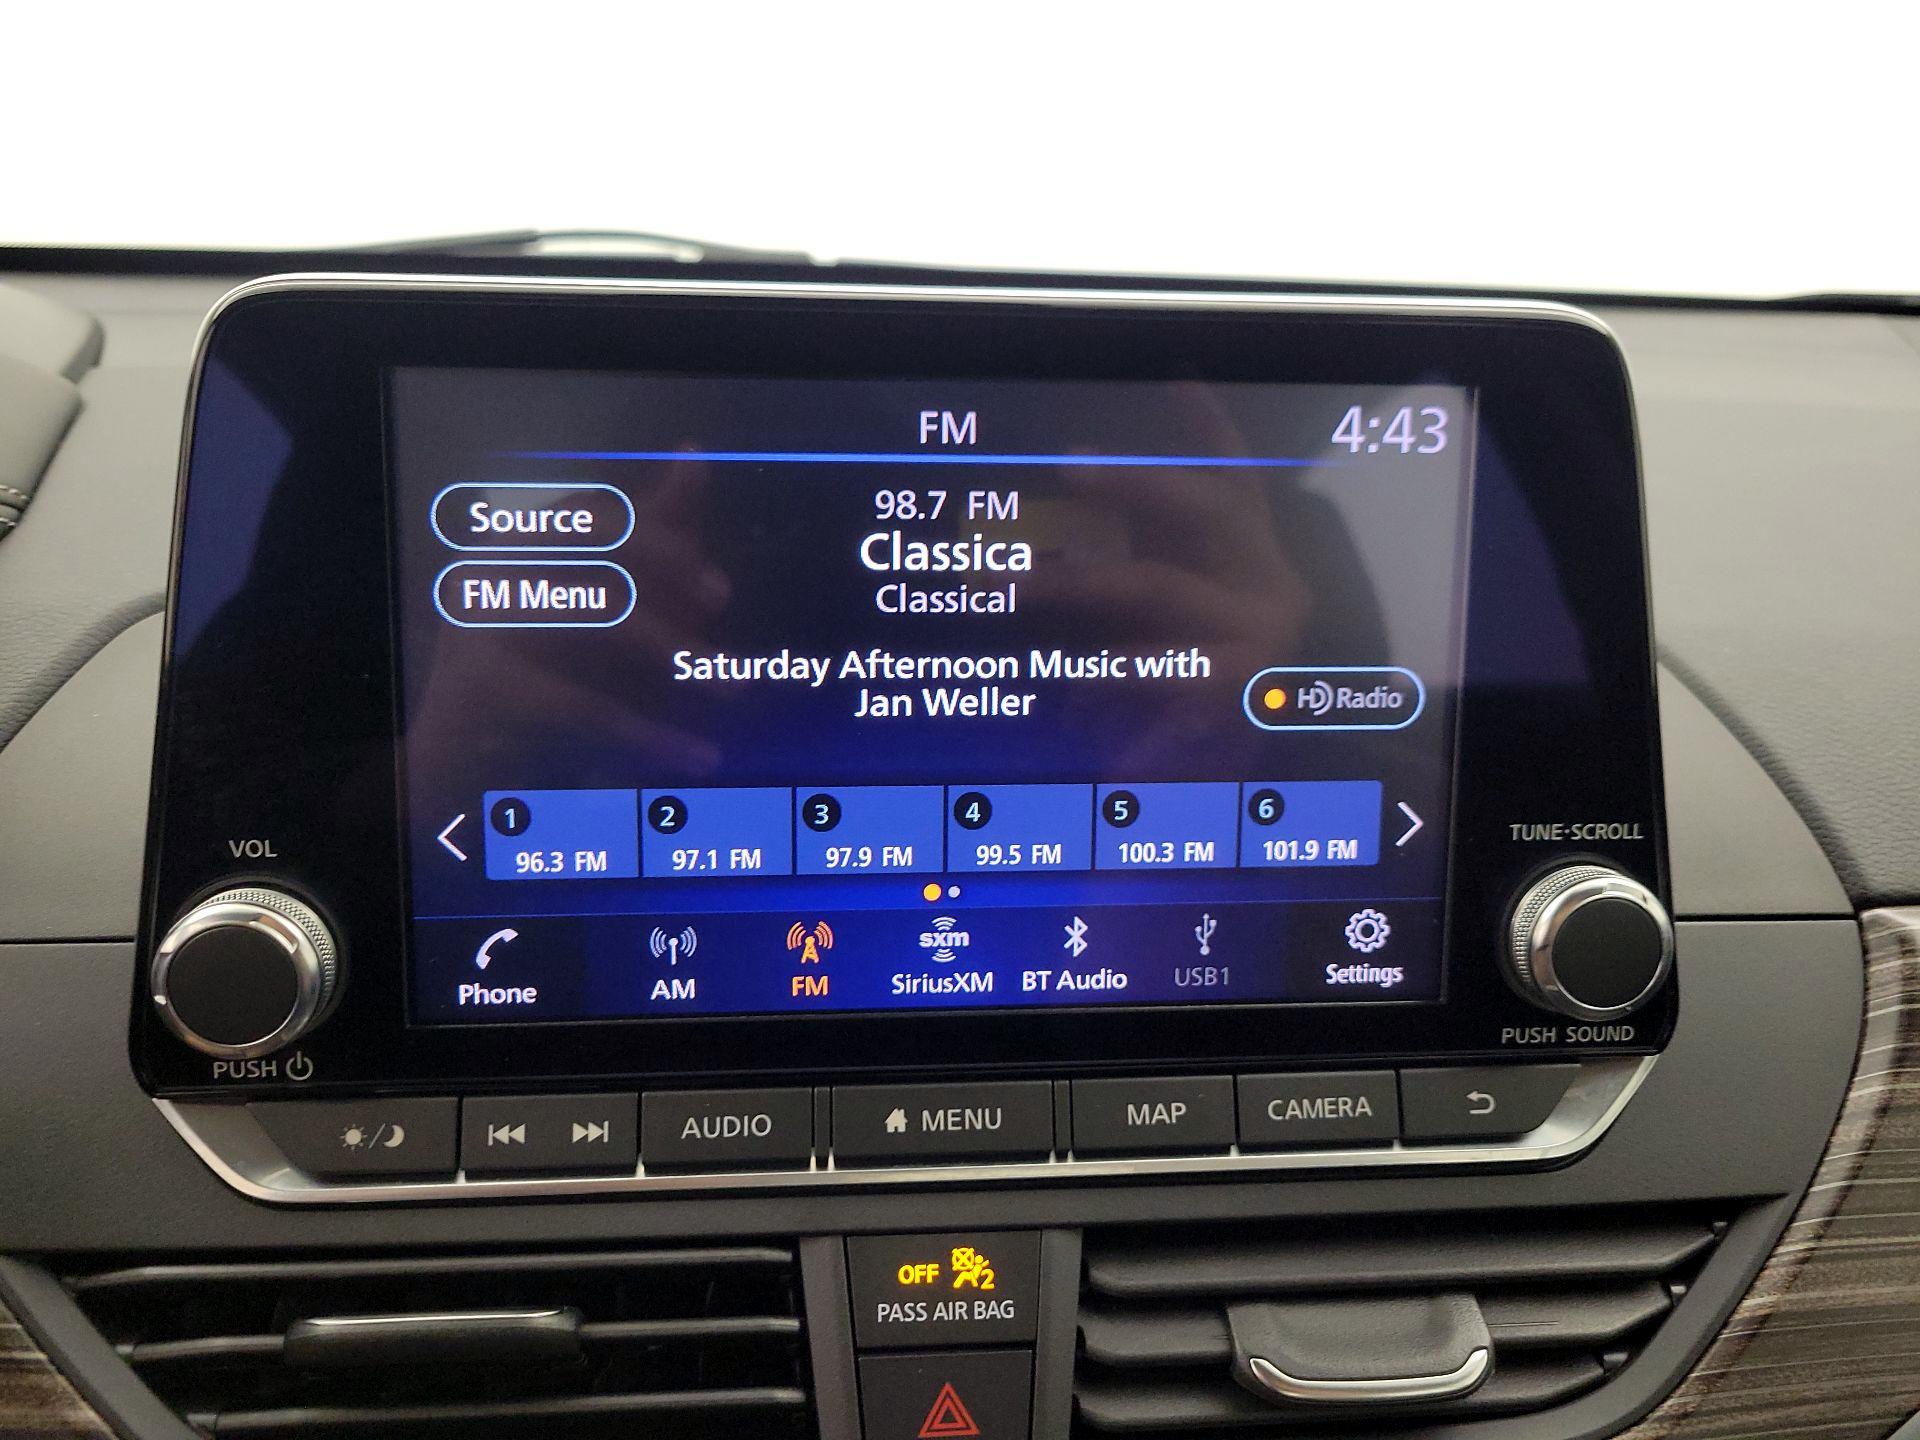 FM
4:43
Source
98.7 FM
Classica
FM Menu
Classical
Saturday Afternoon Music with
Jan Weller
HD Radio
1
2
3
4
5
6
96.3 FM
97.1 FM
97.9 FM
99.5 FM
100.3 FM
101.9 FM
VOL
TUNE·SCROLL
Phone
AM
FM
sxm
SiriusXM
BT Audio
USB1
Settings
PUSH
PUSH SOUND
AUDIO
MENU
MAP
CAMERA
OFF
2
PASS AIR BAG